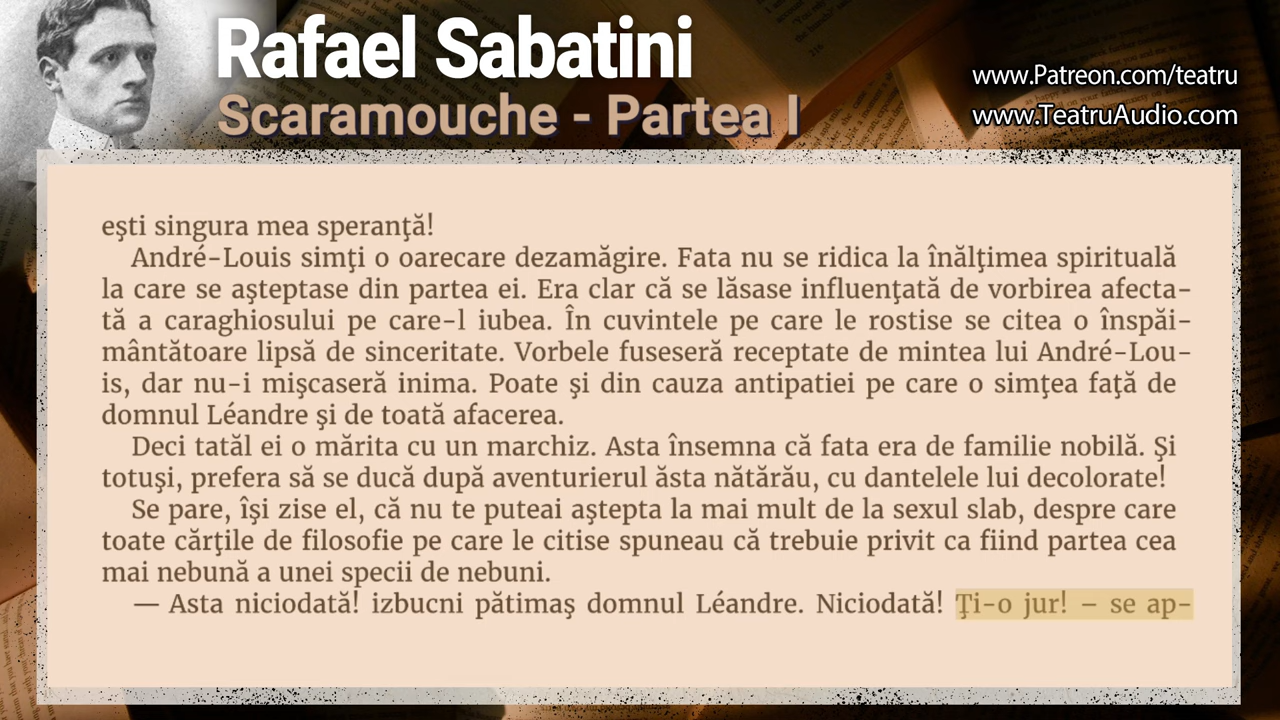 Rafael Sabatini
Scaramouche - Partea I
www.Patreon.com/teatru
www.TeatruAudio.com
ești singura mea speranţă!
André-Louis simţi o oarecare dezamăgire. Fata nu se ridica la înălţimea spirituală
la care se aştepta­se din partea ei. Era clar că se lăsase influenţată de vorbirea afecta-
tă a caraghiosului pe care-l iubea. În cuvintele pe care le rostise se citea o înspăi-
mântătoare lipsă de sinceritate. Vorbele fuseseră receptate de mintea lui André-Lou-
is, dar nu-i mişcaseră inima. Poate şi din cauza antipatiei pe care o simţea faţă de
domnul Léandre şi de toată afacerea.
Deci tatăl ei o mărita cu un marchiz. Asta însemna că fata era de familie nobilă. Şi
totuşi, prefera să se ducă după aventurierul ăsta nătărău, cu dantelele lui decolorate!
Se pare, îşi zise el, că nu te puteai aştepta la mai mult de la sexul slab, despre care
toate cărţile de filosofie pe care le citise spuneau că trebuie privit ca fiind partea cea
mai nebună a unei specii de nebuni.
— Asta niciodată! izbucni pătimaş domnul Léandre. Niciodată! Ţi-o jur! – se ap-